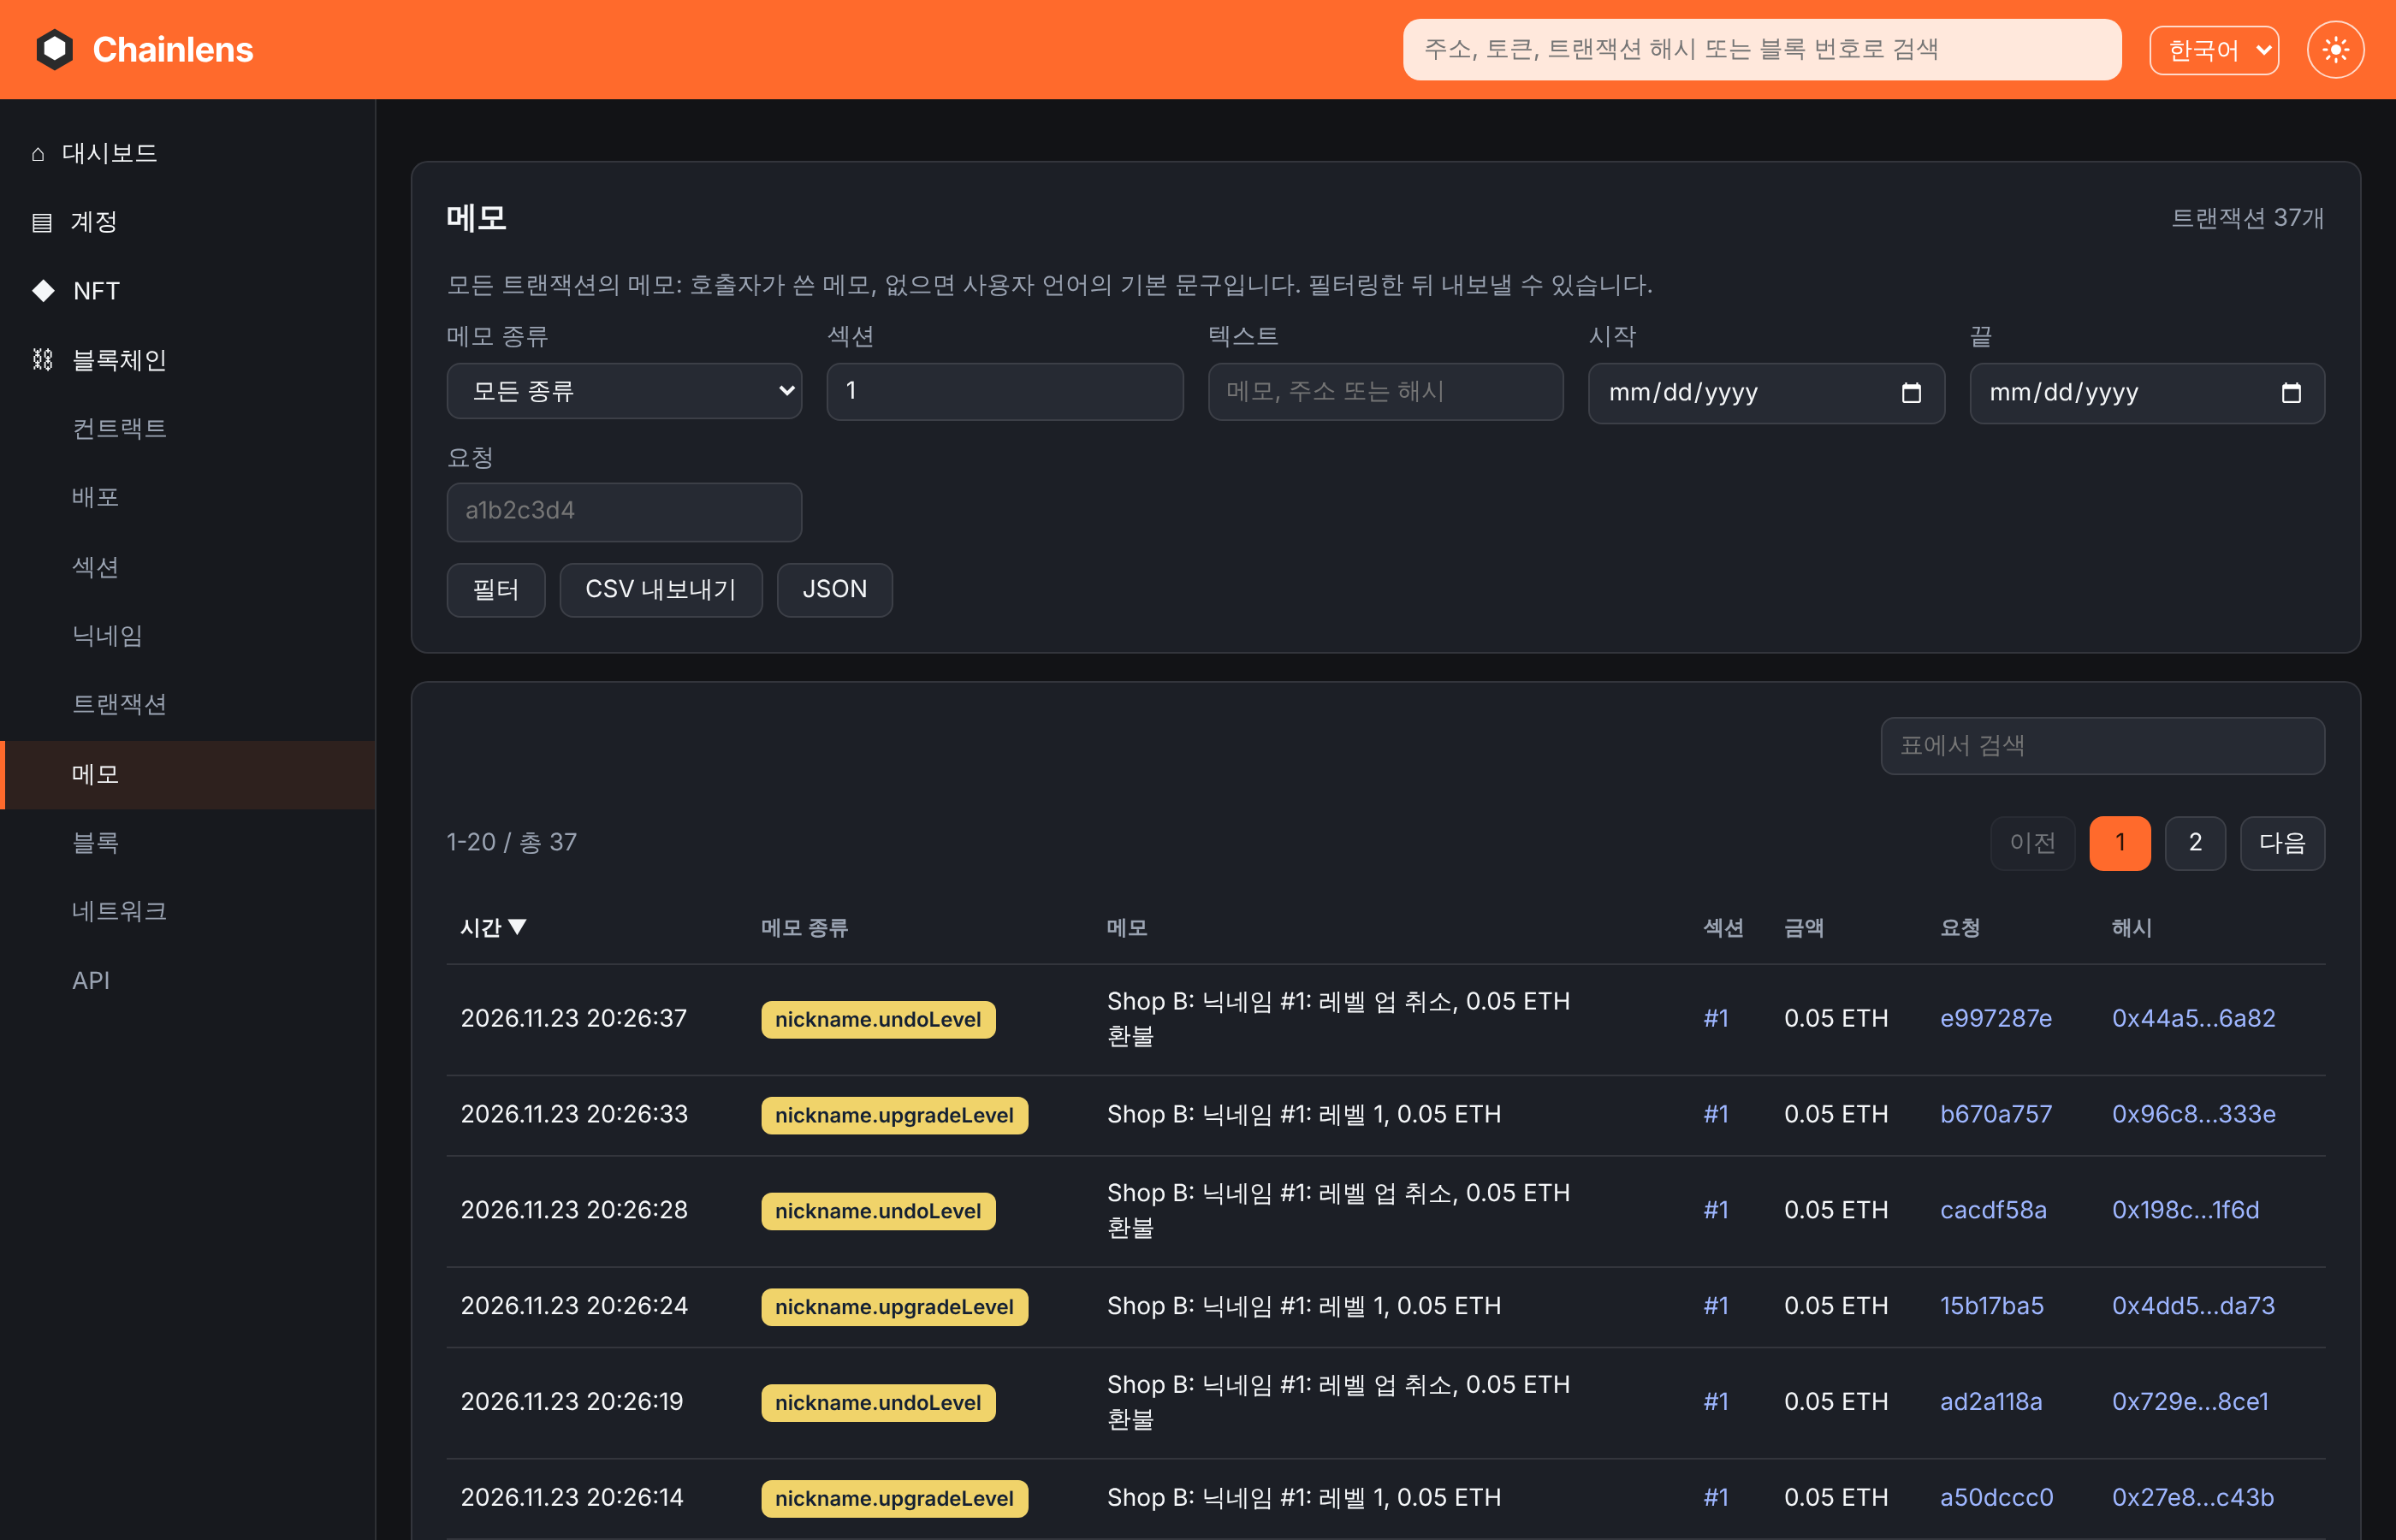 Chainlens
주소, 토큰, 트랜잭션 해시 또는 블록 번호로 검색
한국어
대시보드
계정
NFT
블록체인
컨트랙트
배포
섹션
닉네임
트랜잭션
메모
블록
네트워크
API
메모
트랜잭션 37개
모든 트랜잭션의 메모: 호출자가 쓴 메모, 없으면 사용자 언어의 기본 문구입니다. 필터링한 뒤 내보낼 수 있습니다.
메모 종류 섹션 텍스트 시작 끝
모든 종류 1 메모, 주소 또는 해시 mm/dd/yyyy mm/dd/yyyy
요청
a1b2c3d4
필터 CSV 내보내기 JSON
표에서 검색
1-20 / 총 37
이전 1 2 다음
시간 ▼ 메모 종류 메모 섹션 금액 요청 해시
2026.11.23 20:26:37 nickname.undoLevel Shop B: 닉네임 #1: 레벨 업 취소, 0.05 ETH
환불 #1 0.05 ETH e997287e 0x44a5...6a82
2026.11.23 20:26:33 nickname.upgradeLevel Shop B: 닉네임 #1: 레벨 1, 0.05 ETH #1 0.05 ETH b670a757 0x96c8...333e
2026.11.23 20:26:28 nickname.undoLevel Shop B: 닉네임 #1: 레벨 업 취소, 0.05 ETH
환불 #1 0.05 ETH cacdf58a 0x198c...1f6d
2026.11.23 20:26:24 nickname.upgradeLevel Shop B: 닉네임 #1: 레벨 1, 0.05 ETH #1 0.05 ETH 15b17ba5 0x4dd5...da73
2026.11.23 20:26:19 nickname.undoLevel Shop B: 닉네임 #1: 레벨 업 취소, 0.05 ETH
환불 #1 0.05 ETH ad2a118a 0x729e...8ce1
2026.11.23 20:26:14 nickname.upgradeLevel Shop B: 닉네임 #1: 레벨 1, 0.05 ETH #1 0.05 ETH a50dccc0 0x27e8...c43b